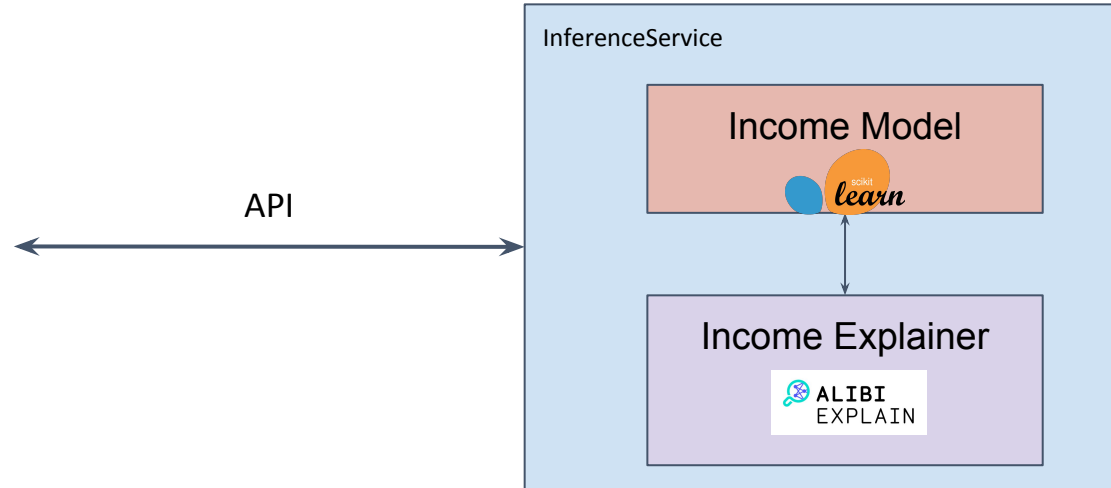 InferenceService
Income Model
scikit
learn
API
Income Explainer
ALIBI
EXPLAIN